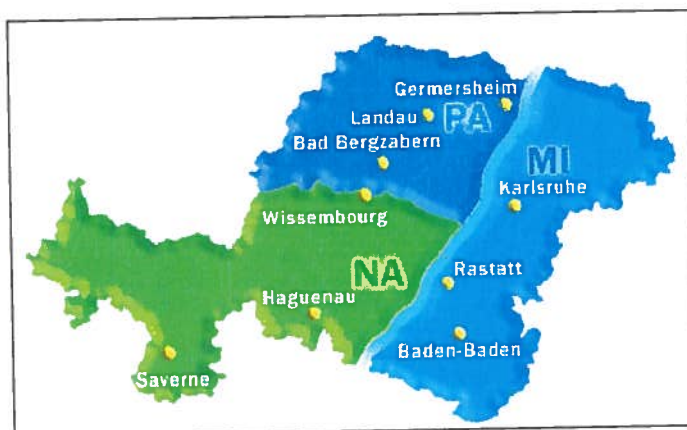 Germersheim
Landau
PA
Bad Bergzabern
MI
Karlsruhe
Wissembourg
NA
Rastatt
Haguenau
Baden-Baden
Saverne